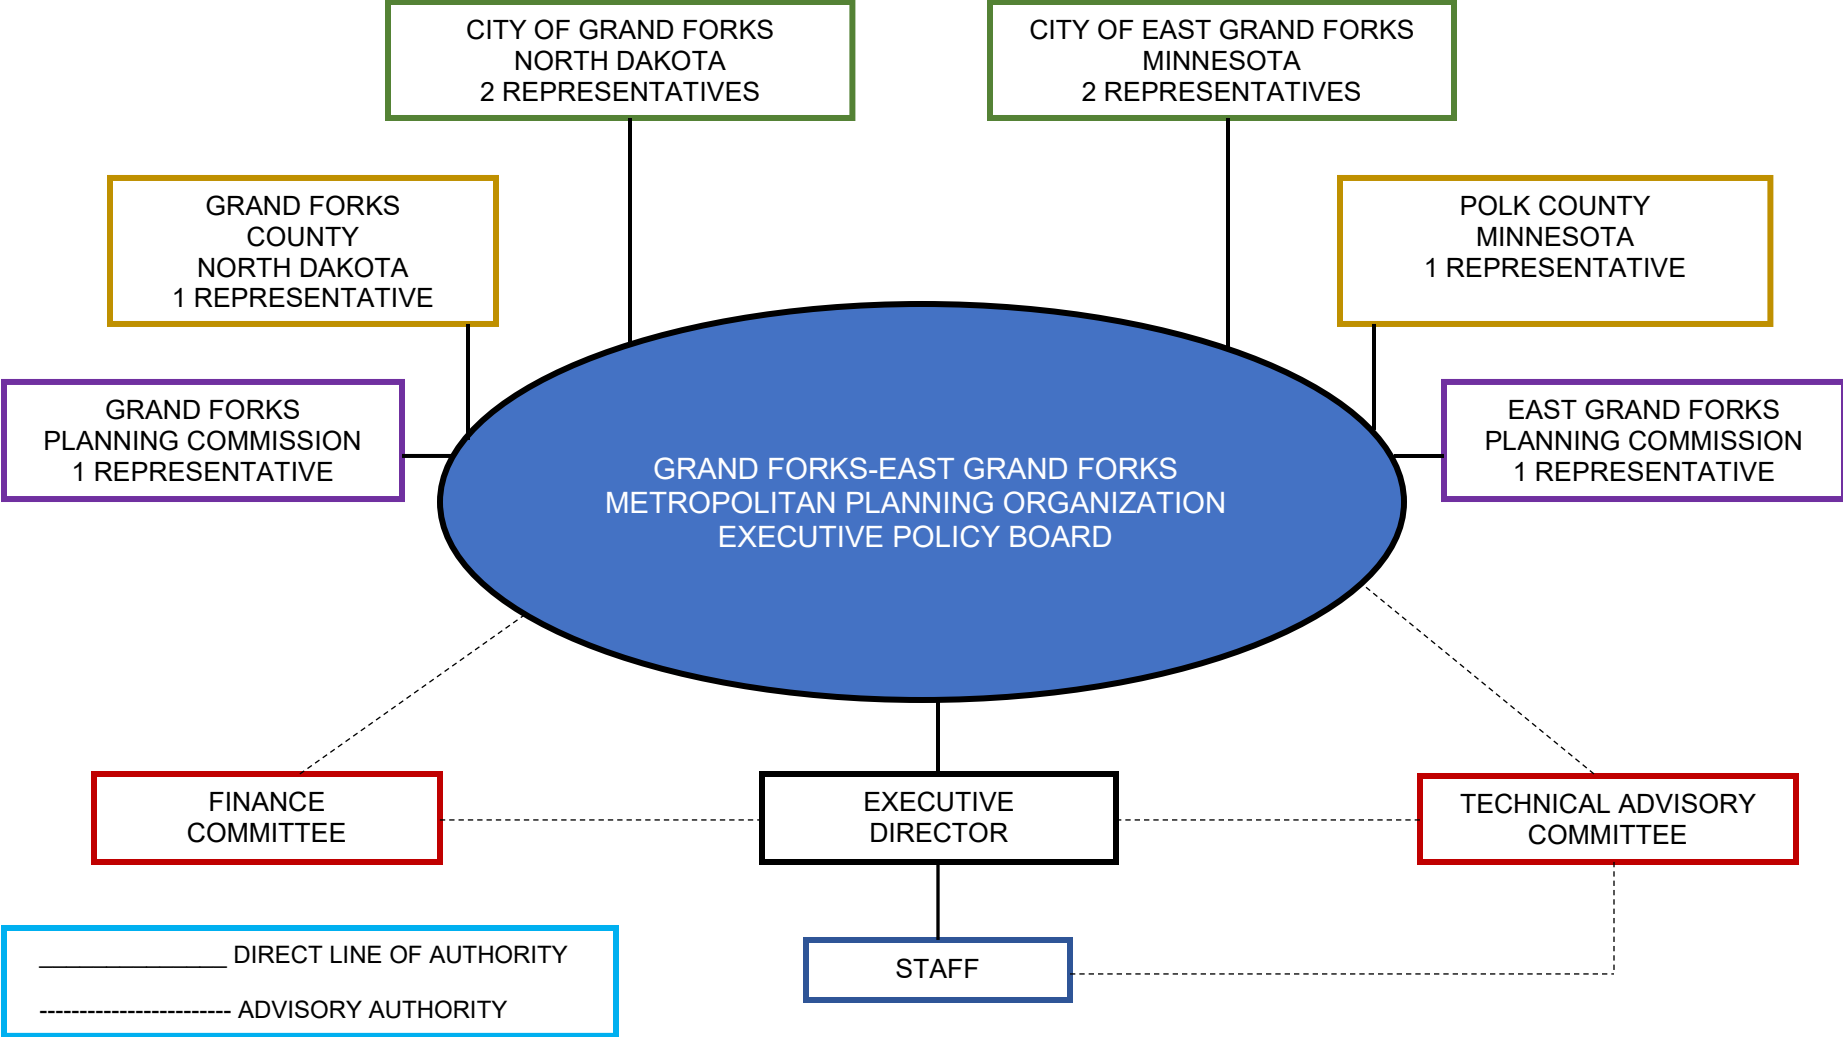 CITY OF GRAND FORKS
NORTH DAKOTA
2 REPRESENTATIVES
CITY OF EAST GRAND FORKS
MINNESOTA
2 REPRESENTATIVES
GRAND FORKS
COUNTY
NORTH DAKOTA
1 REPRESENTATIVE
POLK COUNTY
MINNESOTA
1 REPRESENTATIVE
GRAND FORKS
PLANNING COMMISSION
1 REPRESENTATIVE
EAST GRAND FORKS
PLANNING COMMISSION
1 REPRESENTATIVE
GRAND FORKS-EAST GRAND FORKS
METROPOLITAN PLANNING ORGANIZATION
EXECUTIVE POLICY BOARD
FINANCE
COMMITTEE
EXECUTIVE
DIRECTOR
TECHNICAL ADVISORY
COMMITTEE
STAFF
______________ DIRECT LINE OF AUTHORITY
------------------------ ADVISORY AUTHORITY